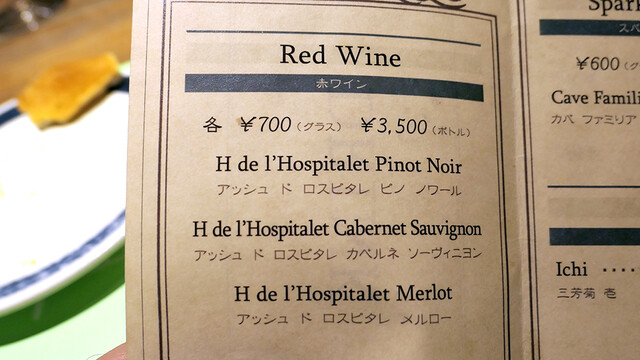 Red Wine
赤ワイン
各 ¥700（グラス） ¥3,500（ボトル）
H de l'Hospitalet Pinot Noir
アッシュ ド ロスピタレ ピノ ノワール
H de l'Hospitalet Cabernet Sauvignon
アッシュ ド ロスピタレ カベルネ ソーヴィニヨン
H de l'Hospitalet Merlot
アッシュ ド ロスピタレ メルロー
¥600
Cave
カバ ファミリア
Ichi ····
三芳菊 壱